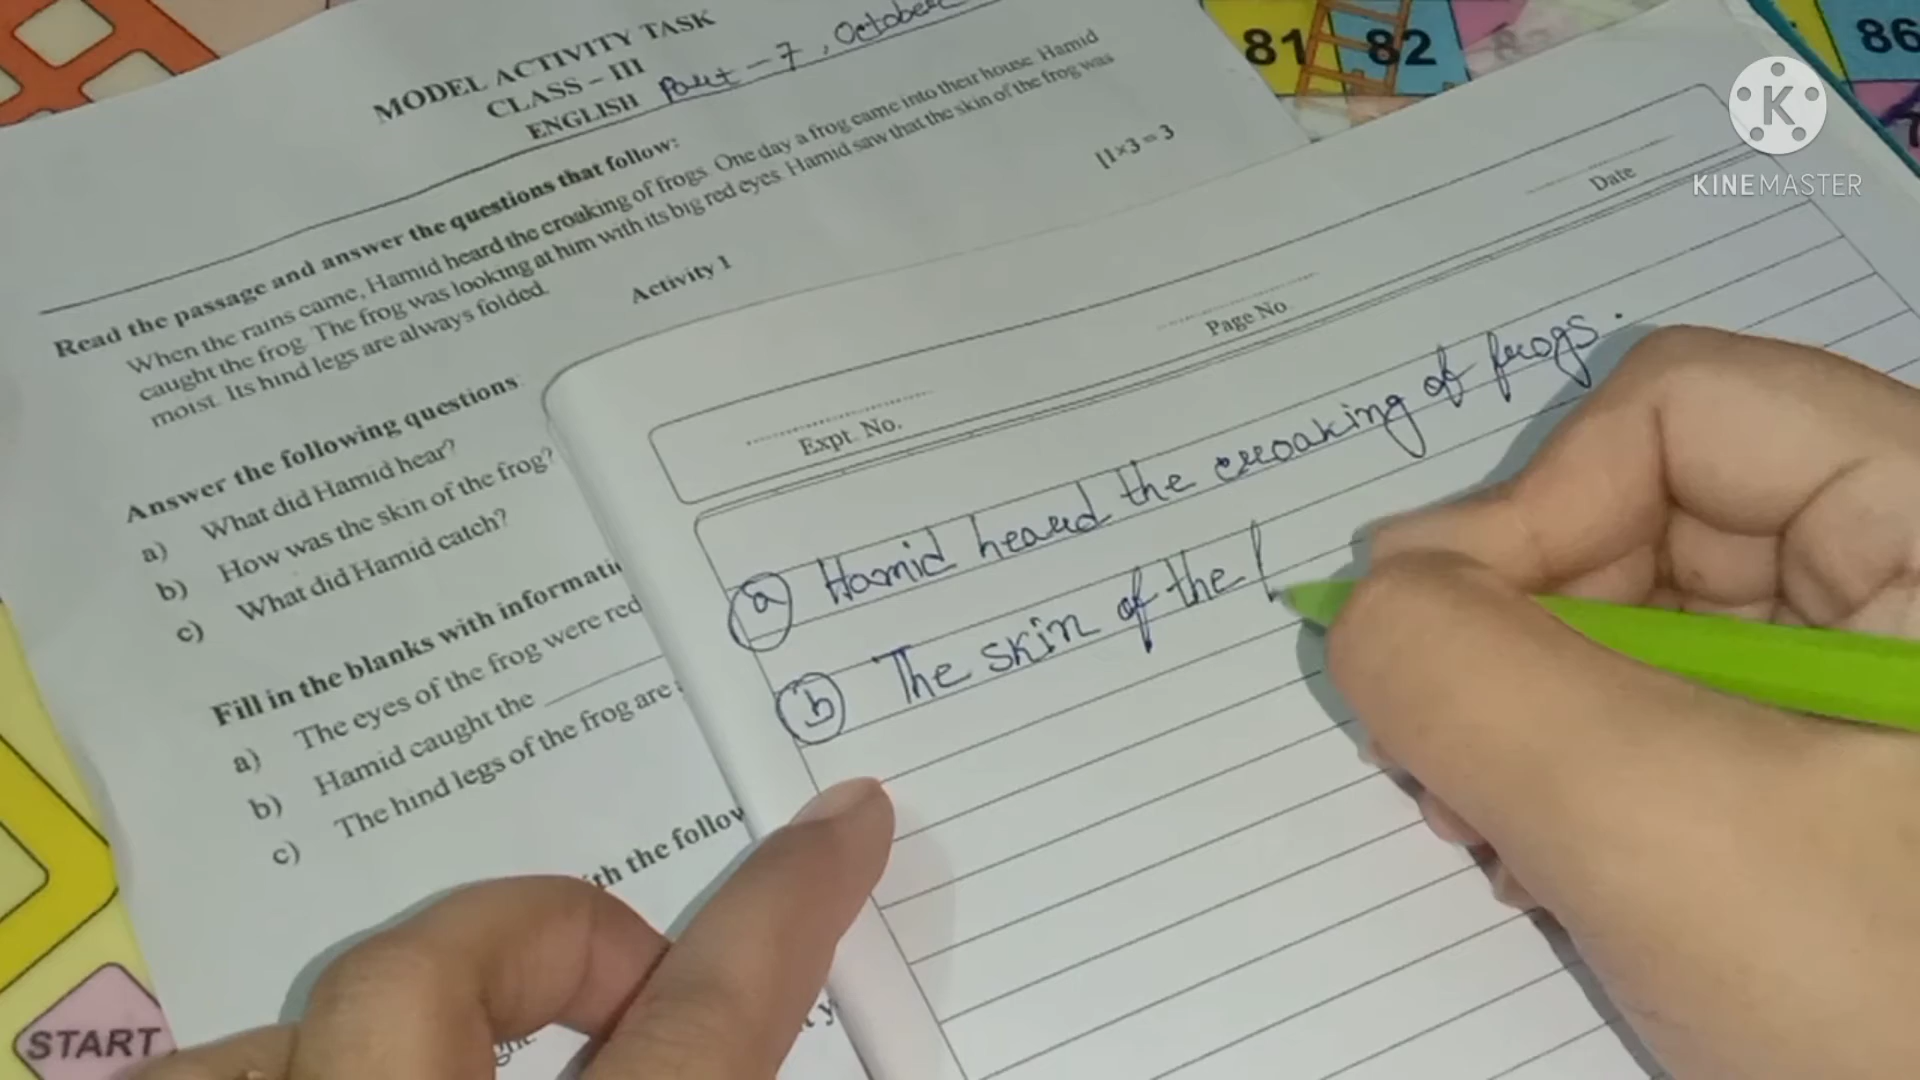 MODEL ACTIVITY TASK
CLASS – III
ENGLISH Part – 7, October
Read the passage and answer the questions that follow:
When the rains came, Hamid heard the croaking of frogs. One day a frog came into their house. Hamid
caught the frog. The frog was looking at him with its big red eyes. Hamid saw that the skin of the frog was
moist. Its hind legs are always folded.
Activity 1
[1×3 = 3
Answer the following questions:
a) What did Hamid hear?
b) How was the skin of the frog?
c) What did Hamid catch?
Fill in the blanks with informati
a) The eyes of the frog were red
b) Hamid caught the
c) The hind legs of the frog are
th the follow
Expt. No.
Page No.
Date
a Hamid heard the croaking of frogs.
b The skin of the
81
82
86
START
K
KINEMASTER